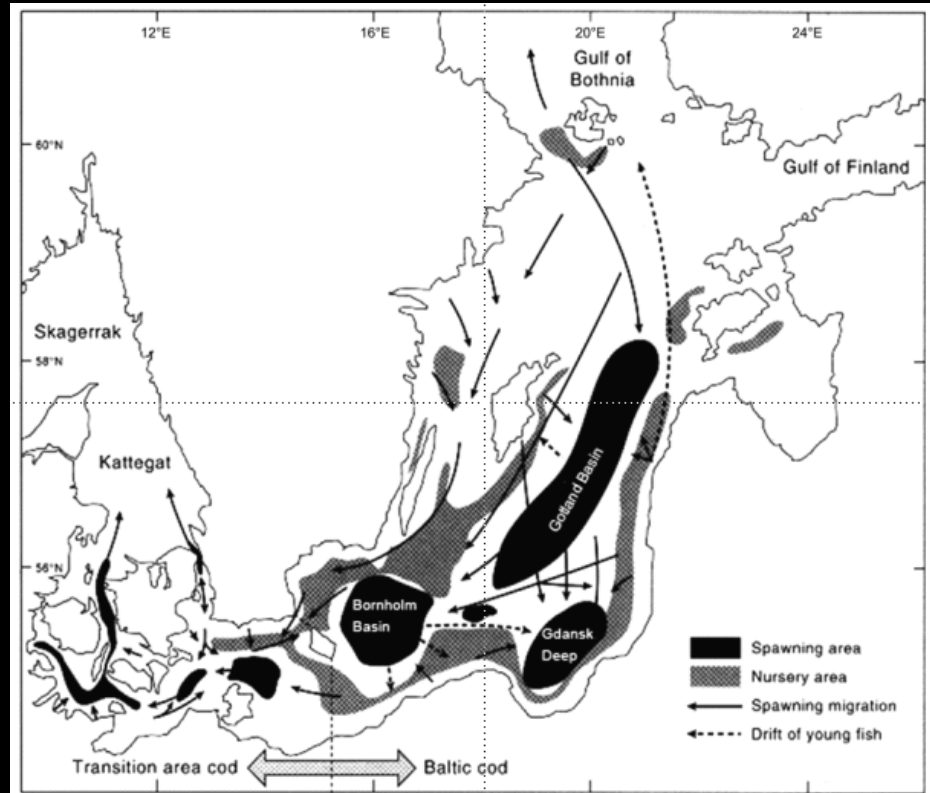 12°E
16°E
20°E
24°E
Gulf of
Bothnia
60°N
Gulf of Finland
Skagerrak
58°N
Kattegat
Gotland Basin
56°N
Bornholm
Basin
Gdansk
Deep
Spawning area
Nursery area
Spawning migration
Drift of young fish
Transition area cod
Baltic cod